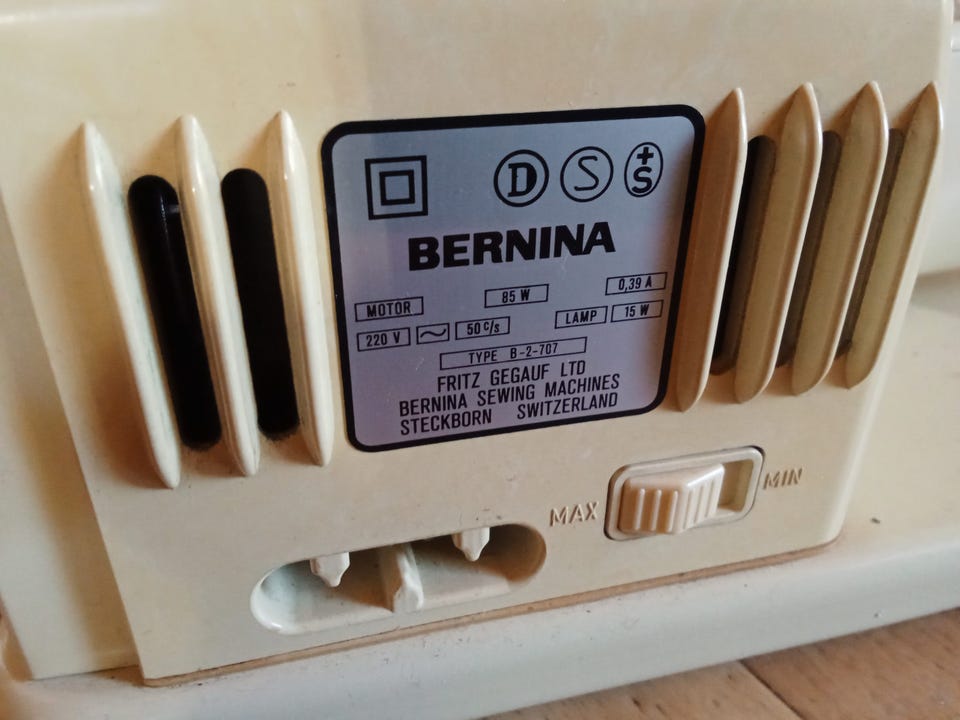 D S +S
BERNINA
MOTOR 85 W 0,39 A
220 V ~ 50 c/s LAMP 15 W
TYPE B-2-707
FRITZ GEGAUF LTD
BERNINA SEWING MACHINES
STECKBORN SWITZERLAND
MAX MIN